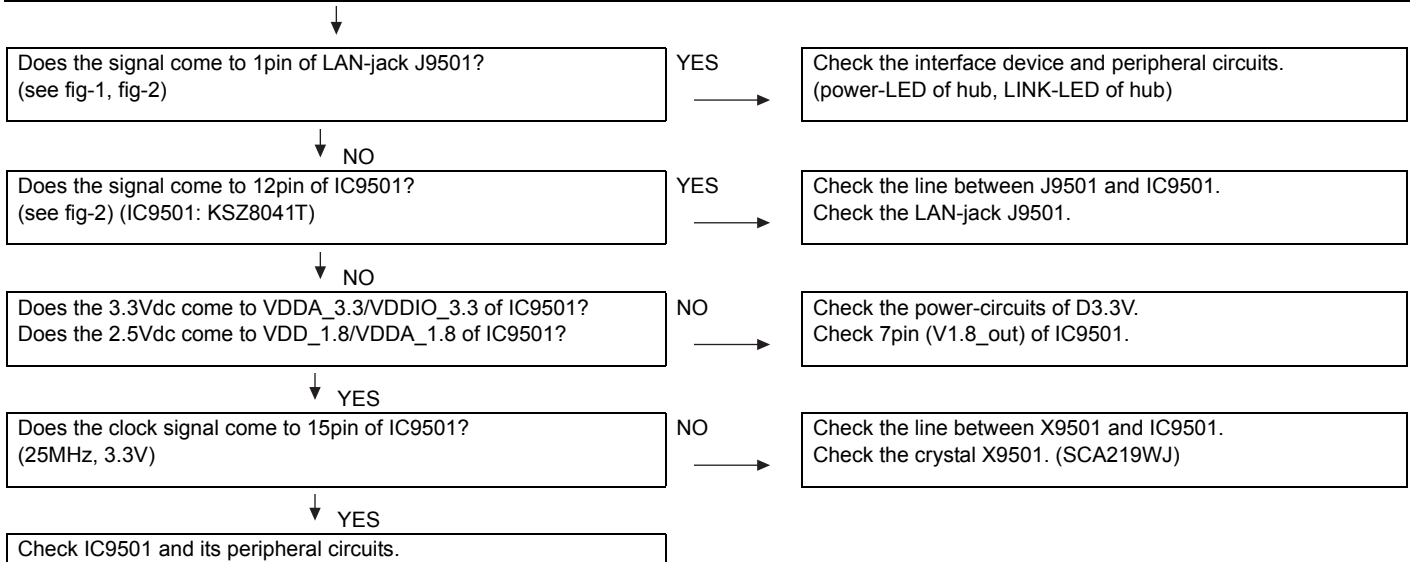 Does the signal come to 1pin of LAN-jack J9501?
(see fig-1, fig-2)
YES
Check the interface device and peripheral circuits.
(power-LED of hub, LINK-LED of hub)
NO
Does the signal come to 12pin of IC9501?
(see fig-2) (IC9501: KSZ8041T)
YES
Check the line between J9501 and IC9501.
Check the LAN-jack J9501.
NO
Does the 3.3Vdc come to VDDA_3.3/VDDIO_3.3 of IC9501?
Does the 2.5Vdc come to VDD_1.8/VDDA_1.8 of IC9501?
NO
Check the power-circuits of D3.3V.
Check 7pin (V1.8_out) of IC9501.
YES
Does the clock signal come to 15pin of IC9501?
(25MHz, 3.3V)
NO
Check the line between X9501 and IC9501.
Check the crystal X9501. (SCA219WJ)
YES
Check IC9501 and its peripheral circuits.